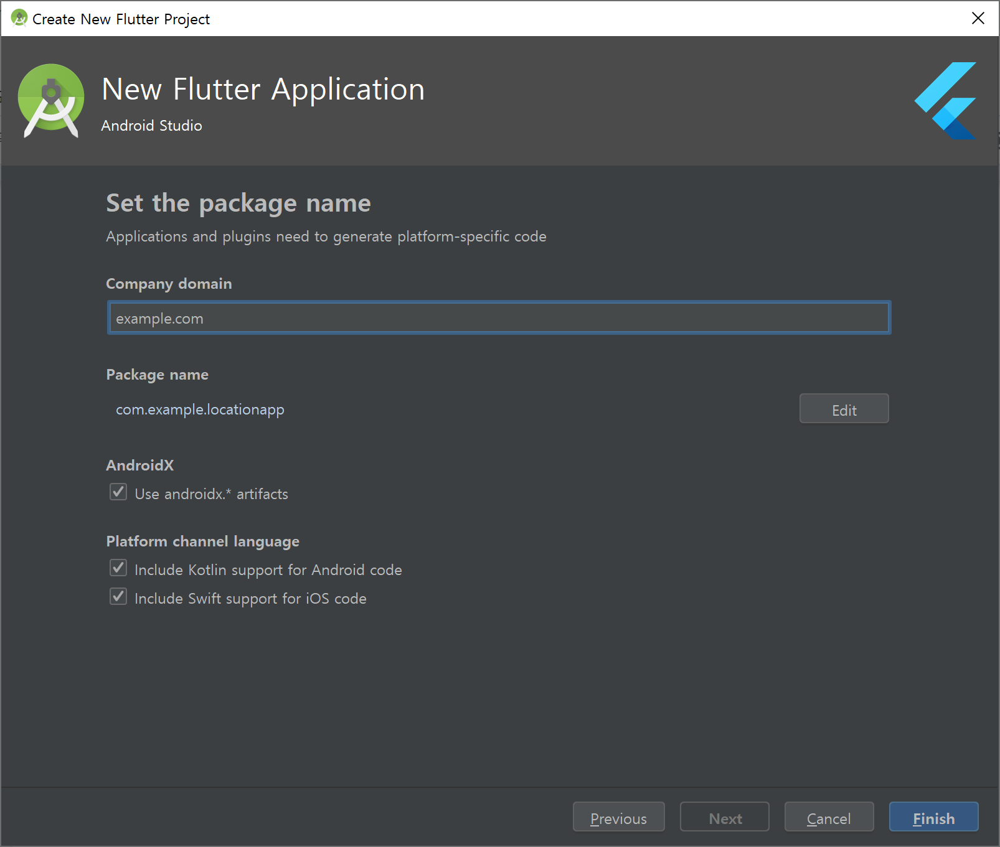 Create New Flutter Project
New Flutter Application
Android Studio
Set the package name
Applications and plugins need to generate platform-specific code
Company domain
example.com
Package name
com.example.locationapp
Edit
AndroidX
Use androidx.* artifacts
Platform channel language
Include Kotlin support for Android code
Include Swift support for iOS code
Previous
Next
Cancel
Finish